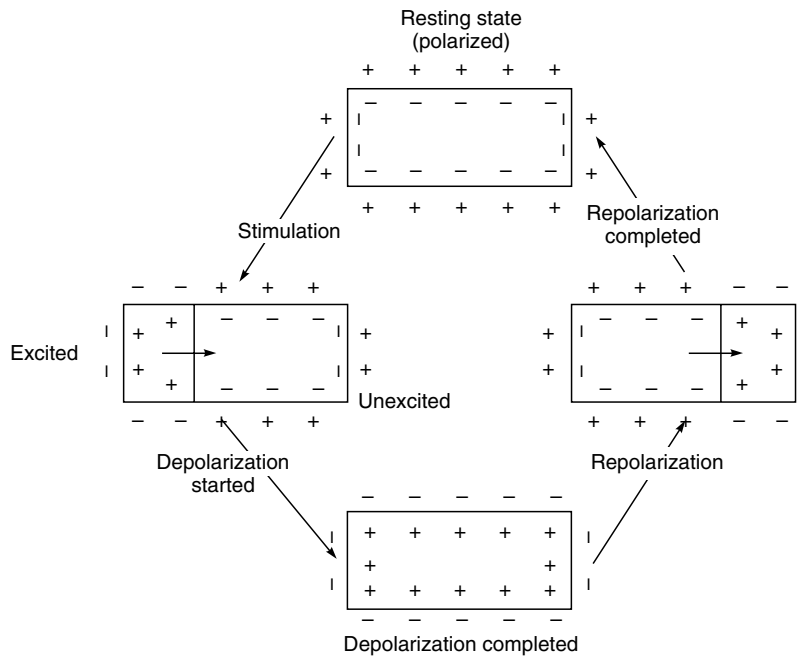 Resting state
(polarized)
+ + + + +
– – – – –
+ I I +
I I
+ – – – – – +
+ + + + +
Stimulation
Repolarization
completed
– – + + +
+ + + – –
I + + – – – I +
+ I – – – + +
Excited
I + + – – – I +
+ I – – – + +
Unexcited
– – + + +
+ + + – –
Depolarization
started
Repolarization
– – – – –
I + + + + + I
+ +
I + + + + + I
– – – – –
Depolarization completed